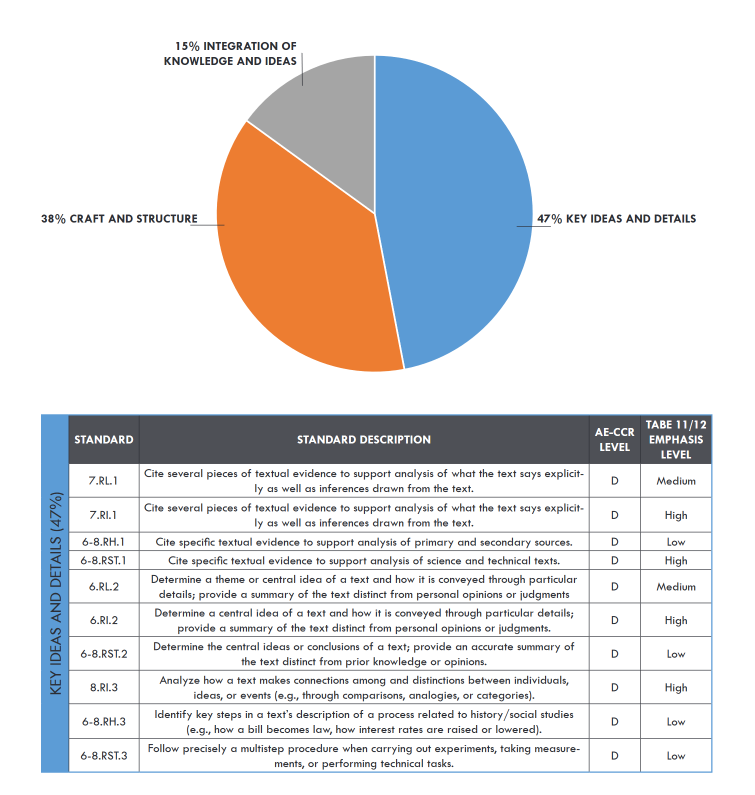 15% INTEGRATION OF
KNOWLEDGE AND IDEAS
38% CRAFT AND STRUCTURE
47% KEY IDEAS AND DETAILS
KEY IDEAS AND DETAILS (47%)
STANDARD
STANDARD DESCRIPTION
AE-CCR
LEVEL
TABE 11/12
EMPHASIS
LEVEL
7.RL.1
Cite several pieces of textual evidence to support analysis of what the text says explicit-
ly as well as inferences drawn from the text.
D
Medium
7.RI.1
Cite several pieces of textual evidence to support analysis of what the text says explicit-
ly as well as inferences drawn from the text.
D
High
6-8.RH.1
Cite specific textual evidence to support analysis of primary and secondary sources.
D
Low
6-8.RST.1
Cite specific textual evidence to support analysis of science and technical texts.
D
High
6.RL.2
Determine a theme or central idea of a text and how it is conveyed through particular
details; provide a summary of the text distinct from personal opinions or judgments
D
Medium
6.RI.2
Determine a central idea of a text and how it is conveyed through particular details;
provide a summary of the text distinct from personal opinions or judgments.
D
High
6-8.RST.2
Determine the central ideas or conclusions of a text; provide an accurate summary of
the text distinct from prior knowledge or opinions.
D
Low
8.RI.3
Analyze how a text makes connections among and distinctions between individuals,
ideas, or events (e.g., through comparisons, analogies, or categories).
D
High
6-8.RH.3
Identify key steps in a text's description of a process related to history/social studies
(e.g., how a bill becomes law, how interest rates are raised or lowered).
D
Low
6-8.RST.3
Follow precisely a multistep procedure when carrying out experiments, taking measure-
ments, or performing technical tasks.
D
Low